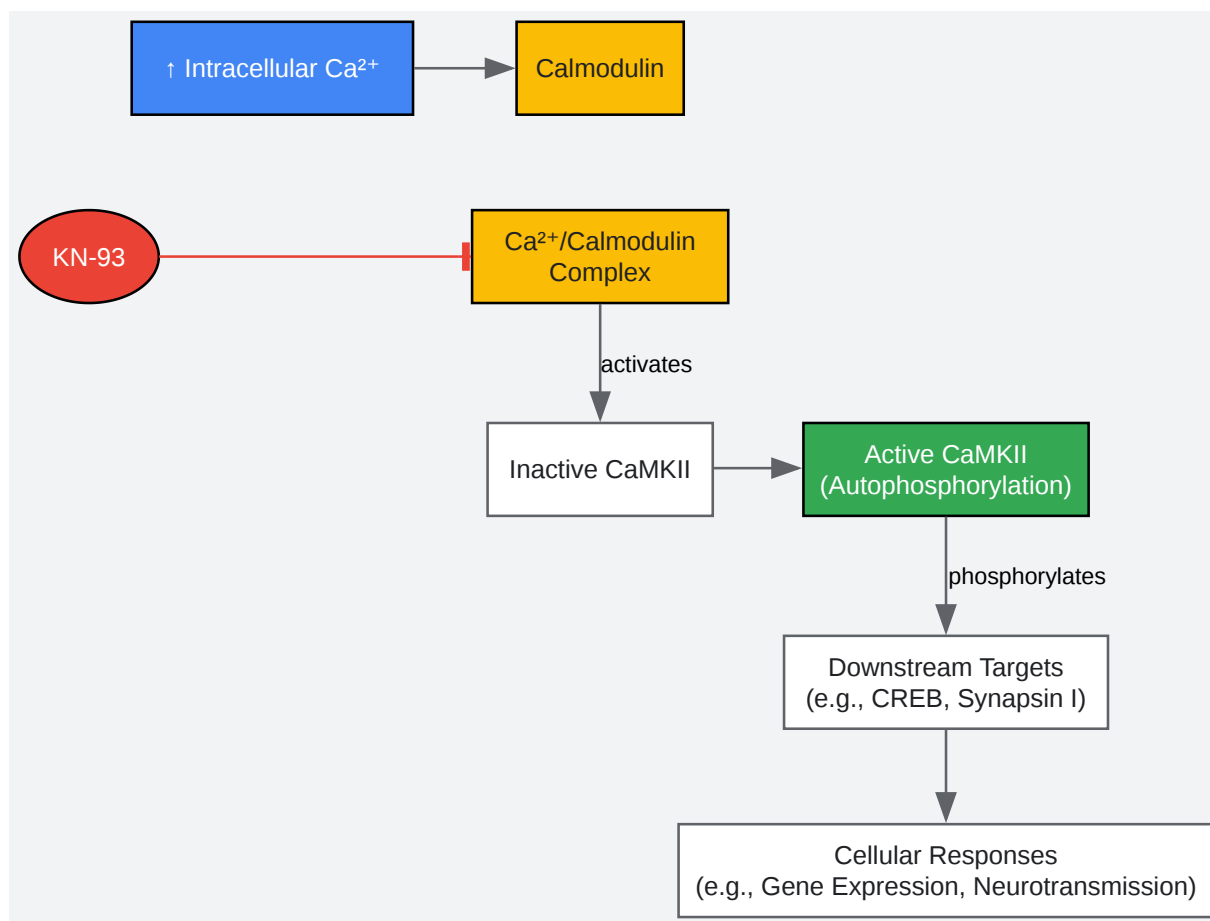 ↑ Intracellular Ca²⁺
Calmodulin
KN-93
Ca²⁺/Calmodulin
Complex
activates
Inactive CaMKII
Active CaMKII
(Autophosphorylation)
phosphorylates
Downstream Targets
(e.g., CREB, Synapsin I)
Cellular Responses
(e.g., Gene Expression, Neurotransmission)